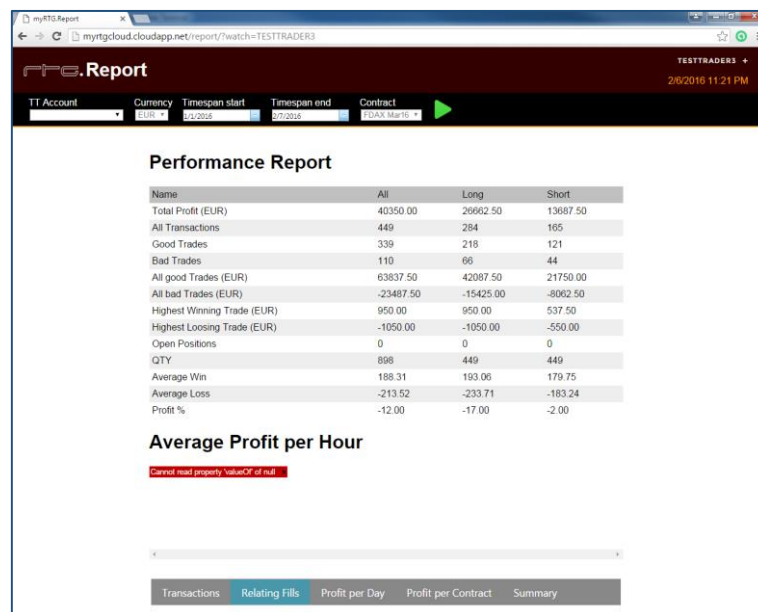 myRTG.Report
myrtgcloud.cloudapp.net/report/?watch=TESTTRADER3
rtg.Report
TESTTRADER3 +
2/6/2016 11:21 PM
TT Account Currency Timespan start Timespan end Contract
EUR 1/1/2016 2/7/2016 FDAX Mar16
Performance Report
Name All Long Short
Total Profit (EUR) 40350.00 26662.50 13687.50
All Transactions 449 284 165
Good Trades 339 218 121
Bad Trades 110 66 44
All good Trades (EUR) 63837.50 42087.50 21750.00
All bad Trades (EUR) -23487.50 -15425.00 -8062.50
Highest Winning Trade (EUR) 950.00 950.00 537.50
Highest Loosing Trade (EUR) -1050.00 -1050.00 -550.00
Open Positions 0 0 0
QTY 898 449 449
Average Win 188.31 193.06 179.75
Average Loss -213.52 -233.71 -183.24
Profit % -12.00 -17.00 -2.00
Average Profit per Hour
Cannot read property 'valueOf' of null
Transactions Relating Fills Profit per Day Profit per Contract Summary